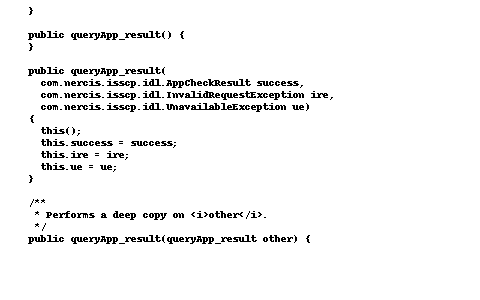 }

public queryApp_result() {
}

public queryApp_result(
  com.nercis.isscp.idl.AppCheckResult success,
  com.nercis.isscp.idl.InvalidRequestException ire,
  com.nercis.isscp.idl.UnavailableException ue)
{
  this();
  this.success = success;
  this.ire = ire;
  this.ue = ue;
}

/**
 * Performs a deep copy on <i>other</i>.
 */
public queryApp_result(queryApp_result other) {